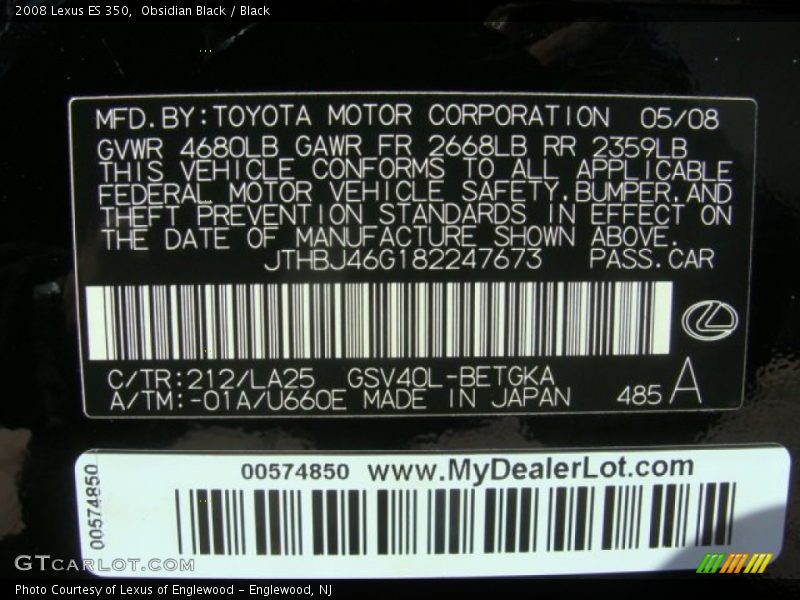 2008 Lexus ES 350,  Obsidian Black / Black
MFD.BY:TOYOTA MOTOR CORPORATION 05/08
GVWR 4680LB GAWR FR 2668LB RR 2359LB
THIS VEHICLE CONFORMS TO ALL APPLICABLE
FEDERAL MOTOR VEHICLE SAFETY,BUMPER,AND
THEFT PREVENTION STANDARDS IN EFFECT ON
THE DATE OF MANUFACTURE SHOWN ABOVE.
JTHBJ46G182247673 PASS.CAR
C/TR:212/LA25 GSV40L-BETGKA
A/TM:-01A/U660E MADE IN JAPAN 485 A
00574850 www.MyDealerLot.com
00574850
GTCARLOT.COM
Photo Courtesy of Lexus of Englewood - Englewood, NJ